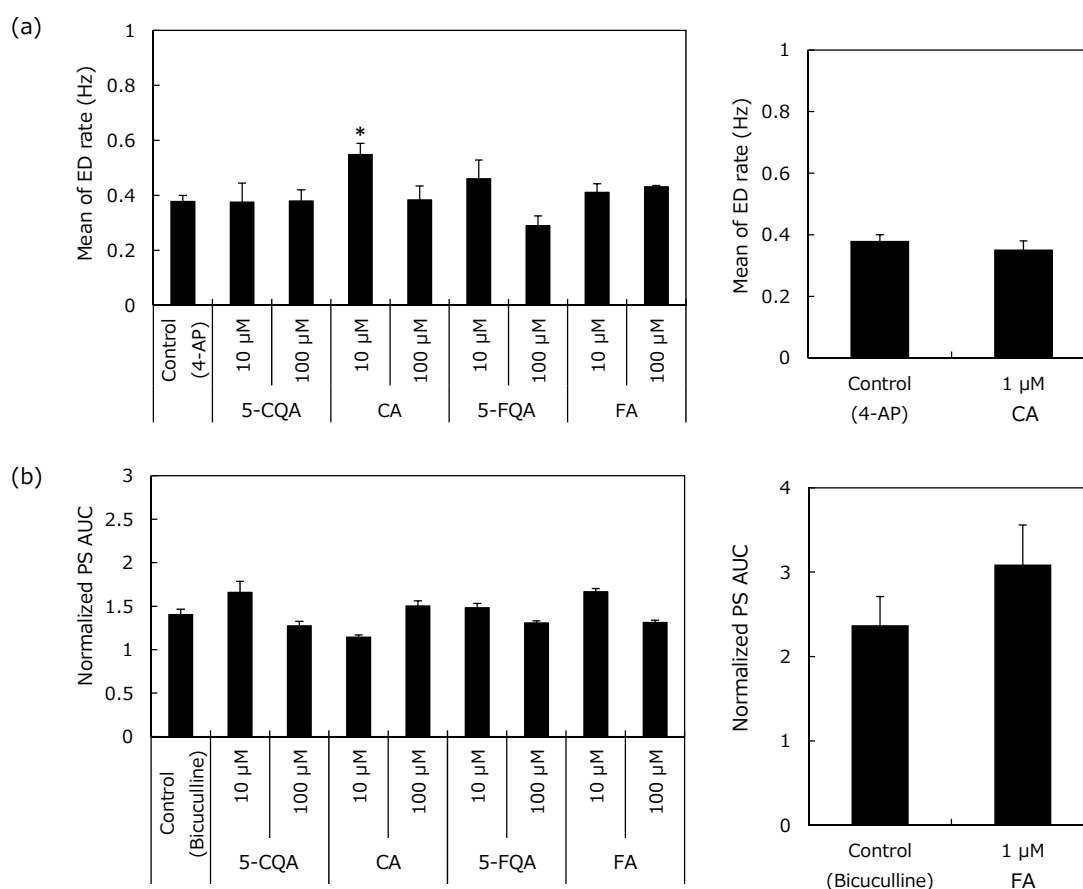 (a)
Mean of ED rate (Hz)
1
0.8
0.6
0.4
0.2
0
*
Control
(4-AP)
10 µM
100 µM
10 µM
100 µM
10 µM
100 µM
10 µM
100 µM
5-CQA
CA
5-FQA
FA
Mean of ED rate (Hz)
1
0.8
0.6
0.4
0.2
0
Control
(4-AP)
1 µM
CA
(b)
Normalized PS AUC
3
2.5
2
1.5
1
0.5
0
Control
(Bicuculline)
10 µM
100 µM
10 µM
100 µM
10 µM
100 µM
10 µM
100 µM
5-CQA
CA
5-FQA
FA
Normalized PS AUC
4
3
2
1
0
Control
(Bicuculline)
1 µM
FA